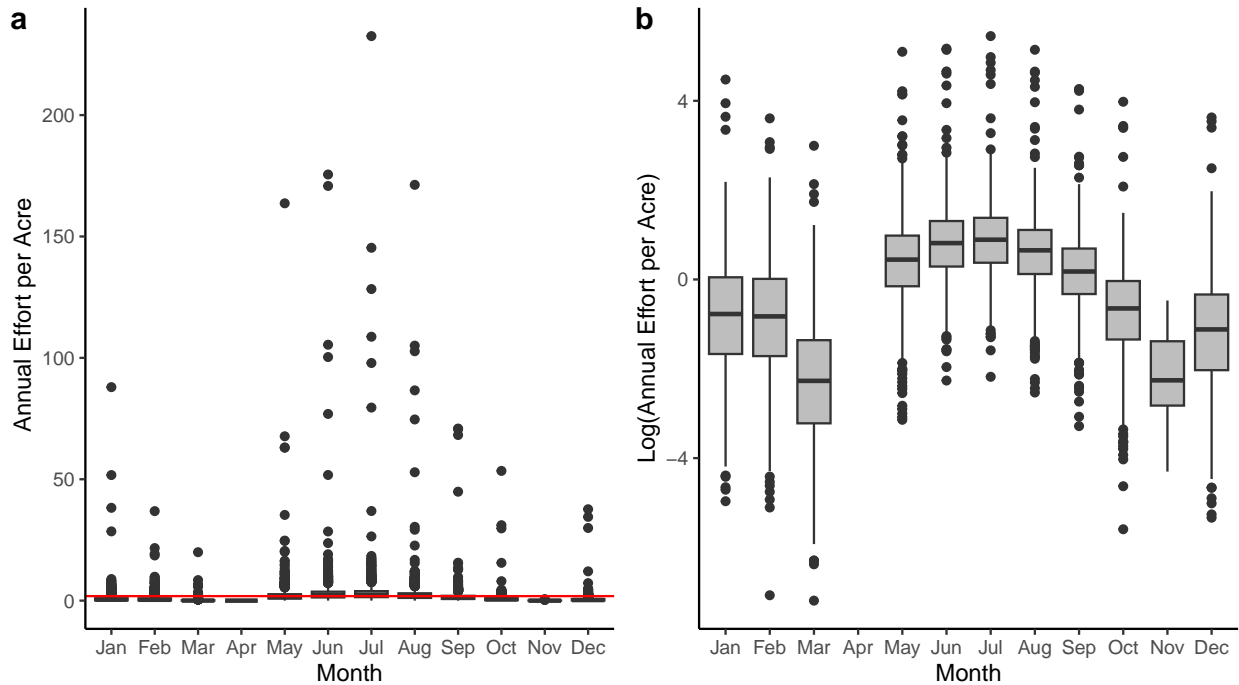 a
Annual Effort per Acre
200
150
100
50
0
Jan Feb Mar Apr May Jun Jul Aug Sep Oct Nov Dec
Month
b
Log(Annual Effort per Acre)
4
0
−4
Jan Feb Mar Apr May Jun Jul Aug Sep Oct Nov Dec
Month